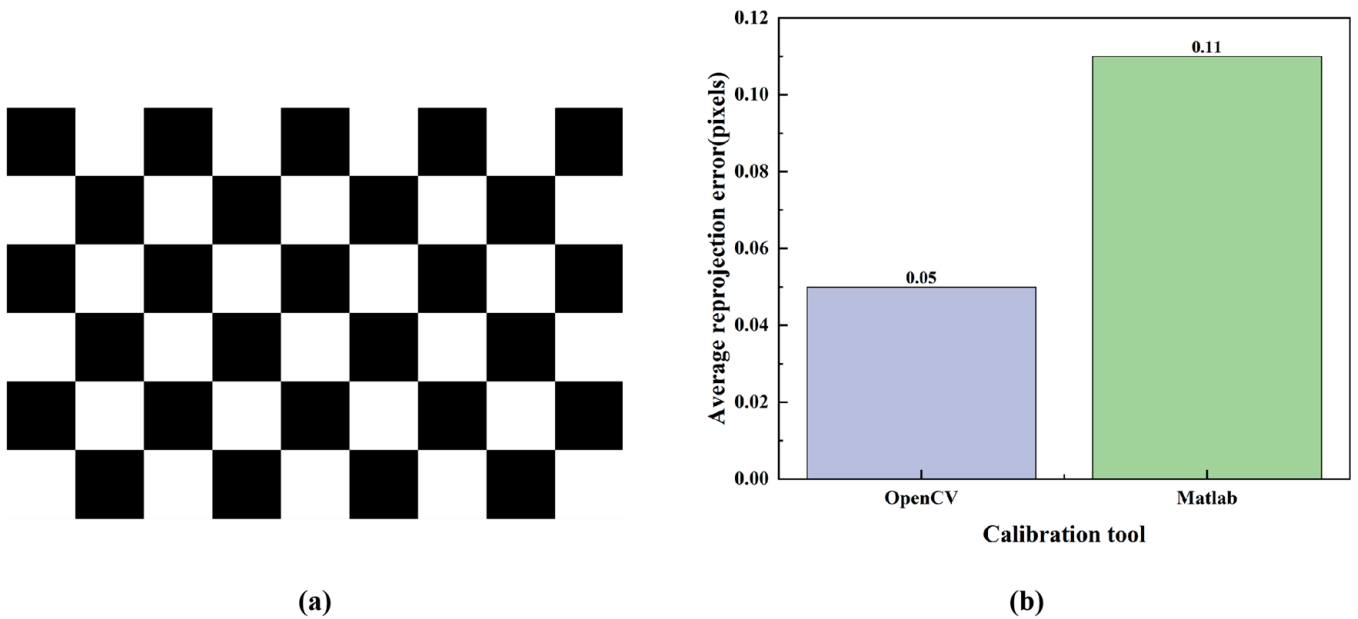 0.12
0.10
0.08
0.06
0.04
0.02
0.00
Average reprojection error(pixels)
0.05
0.11
OpenCV
Matlab
Calibration tool
(a)
(b)